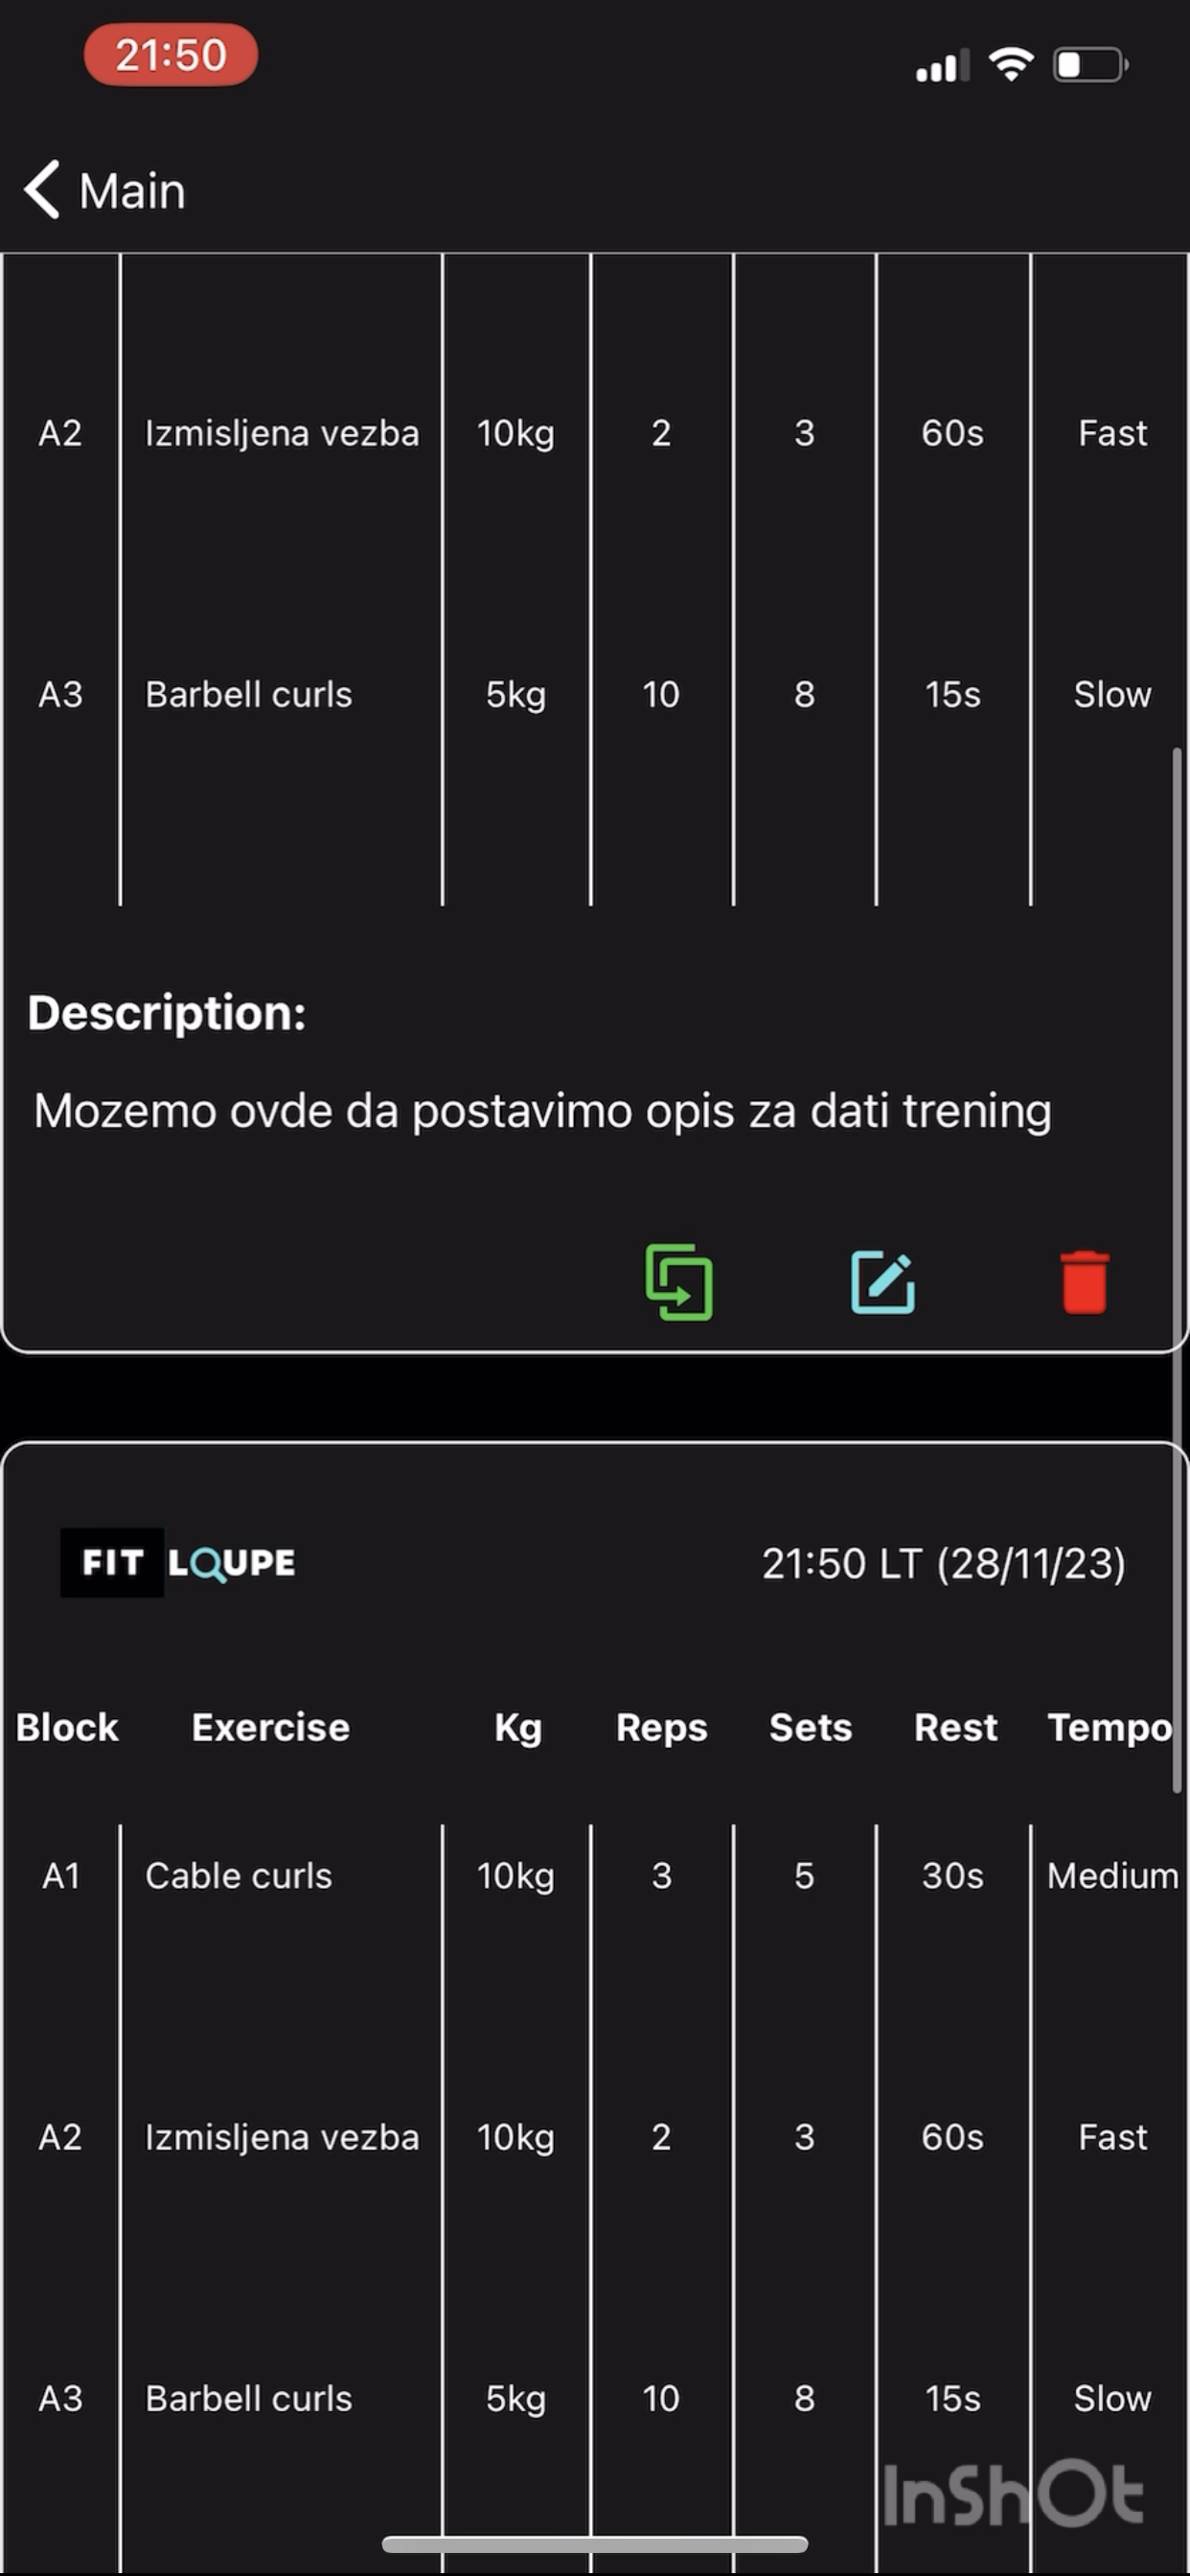 21:50
Main
A2 Izmisljena vezba 10kg 2 3 60s Fast
A3 Barbell curls 5kg 10 8 15s Slow
Description:
Mozemo ovde da postavimo opis za dati trening
FIT LOUPE 21:50 LT (28/11/23)
Block Exercise Kg Reps Sets Rest Tempo
A1 Cable curls 10kg 3 5 30s Medium
A2 Izmisljena vezba 10kg 2 3 60s Fast
A3 Barbell curls 5kg 10 8 15s Slow
InShOt